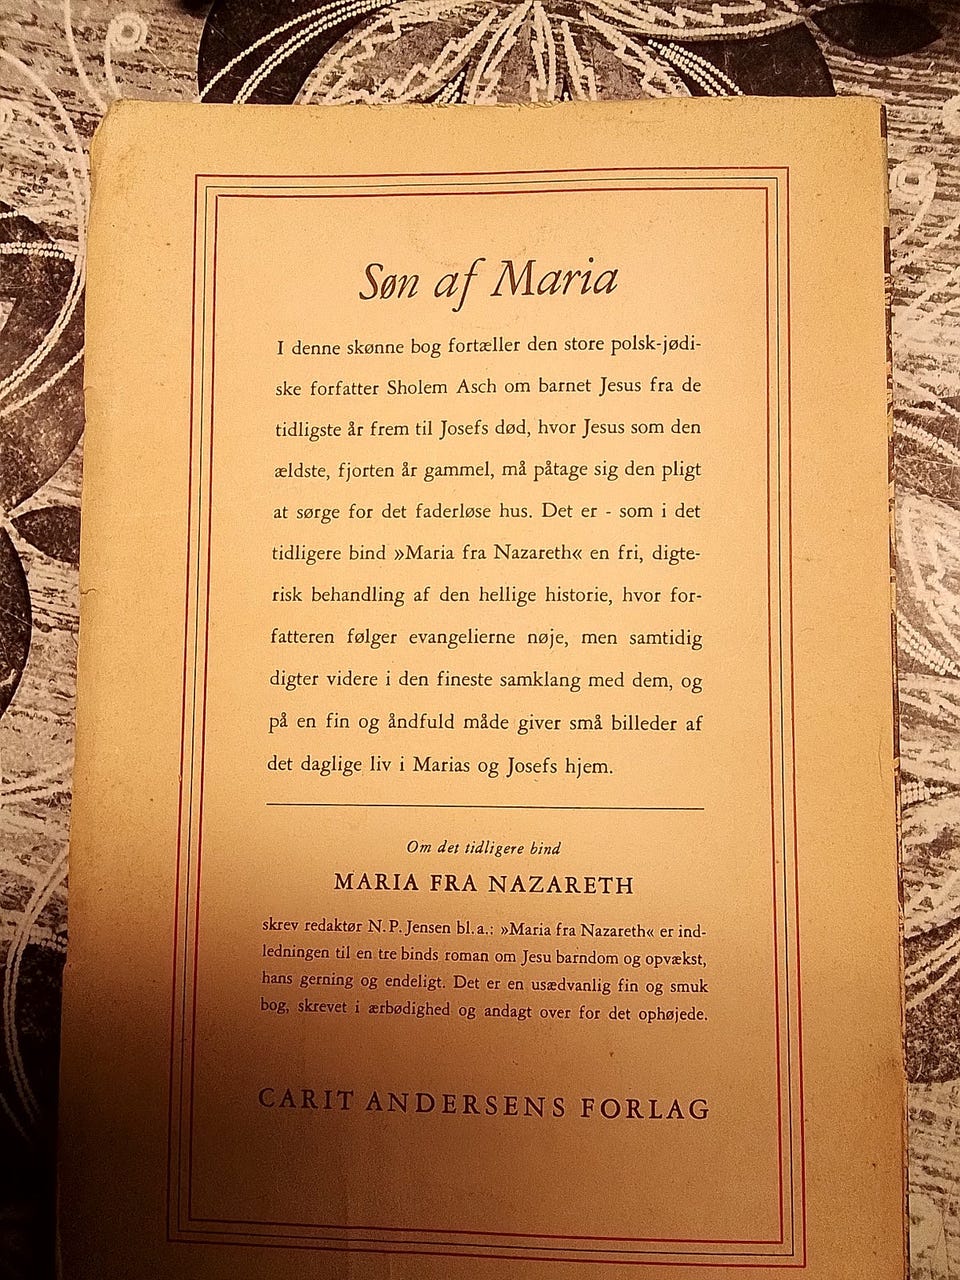 Søn af Maria
I denne skønne bog fortæller den store polsk-jødi-
ske forfatter Sholem Asch om barnet Jesus fra de
tidligste år frem til Josefs død, hvor Jesus som den
ældste, fjorten år gammel, må påtage sig den pligt
at sørge for det faderløse hus. Det er - som i det
tidligere bind »Maria fra Nazareth« en fri, digte-
risk behandling af den hellige historie, hvor for-
fatteren følger evangelierne nøje, men samtidig
digter videre i den fineste samklang med dem, og
på en fin og åndfuld måde giver små billeder af
det daglige liv i Marias og Josefs hjem.
Om det tidligere bind
MARIA FRA NAZARETH
skrev redaktør N. P. Jensen bl. a.: »Maria fra Nazareth« er ind-
ledningen til en tre binds roman om Jesu barndom og opvækst,
hans gerning og endeligt. Det er en usædvanlig fin og smuk
bog, skrevet i ærbødighed og andagt over for det ophøjede.
CARIT ANDERSENS FORLAG